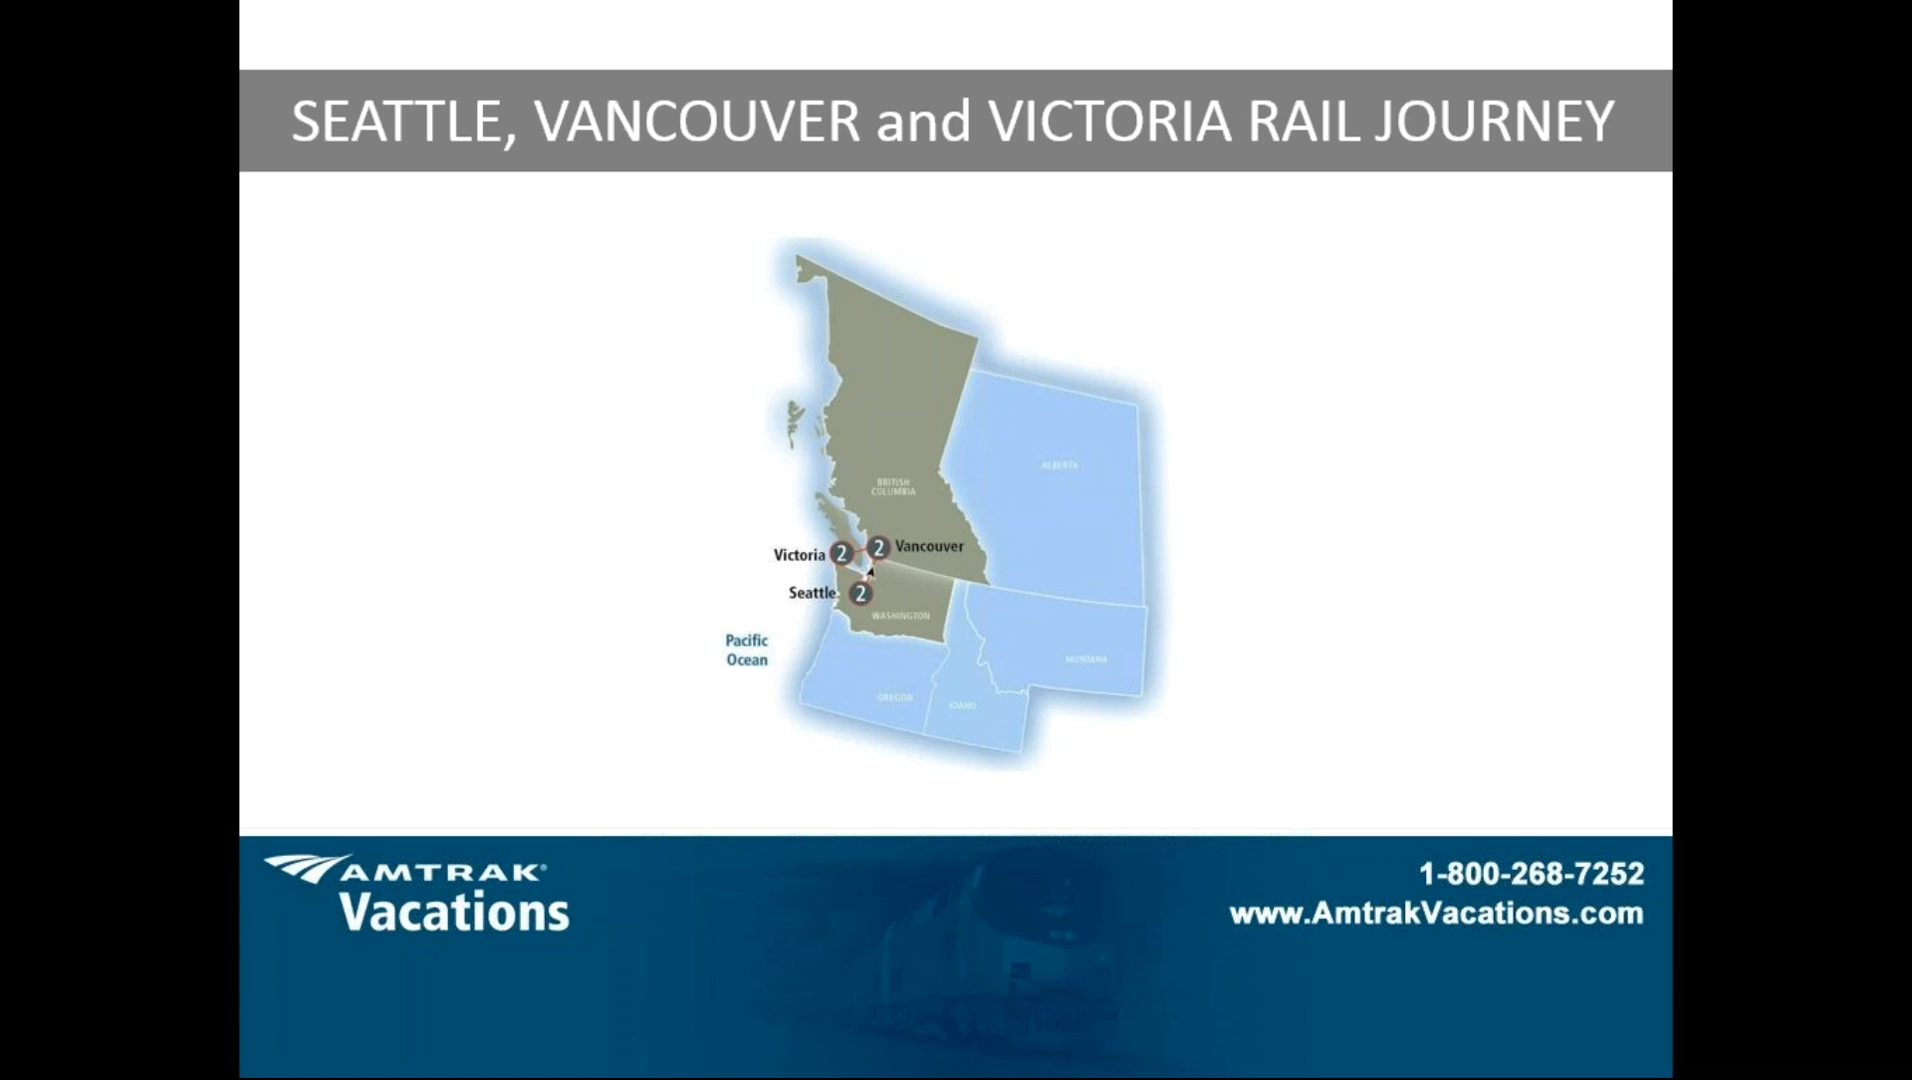 SEATTLE, VANCOUVER and VICTORIA RAIL JOURNEY
ALBERTA
BRITISH
COLUMBIA
Victoria 2 2 Vancouver
Seattle 2
WASHINGTON
Pacific
Ocean
MONTANA
OREGON
IDAHO
AMTRAK®
Vacations
1-800-268-7252
www.AmtrakVacations.com